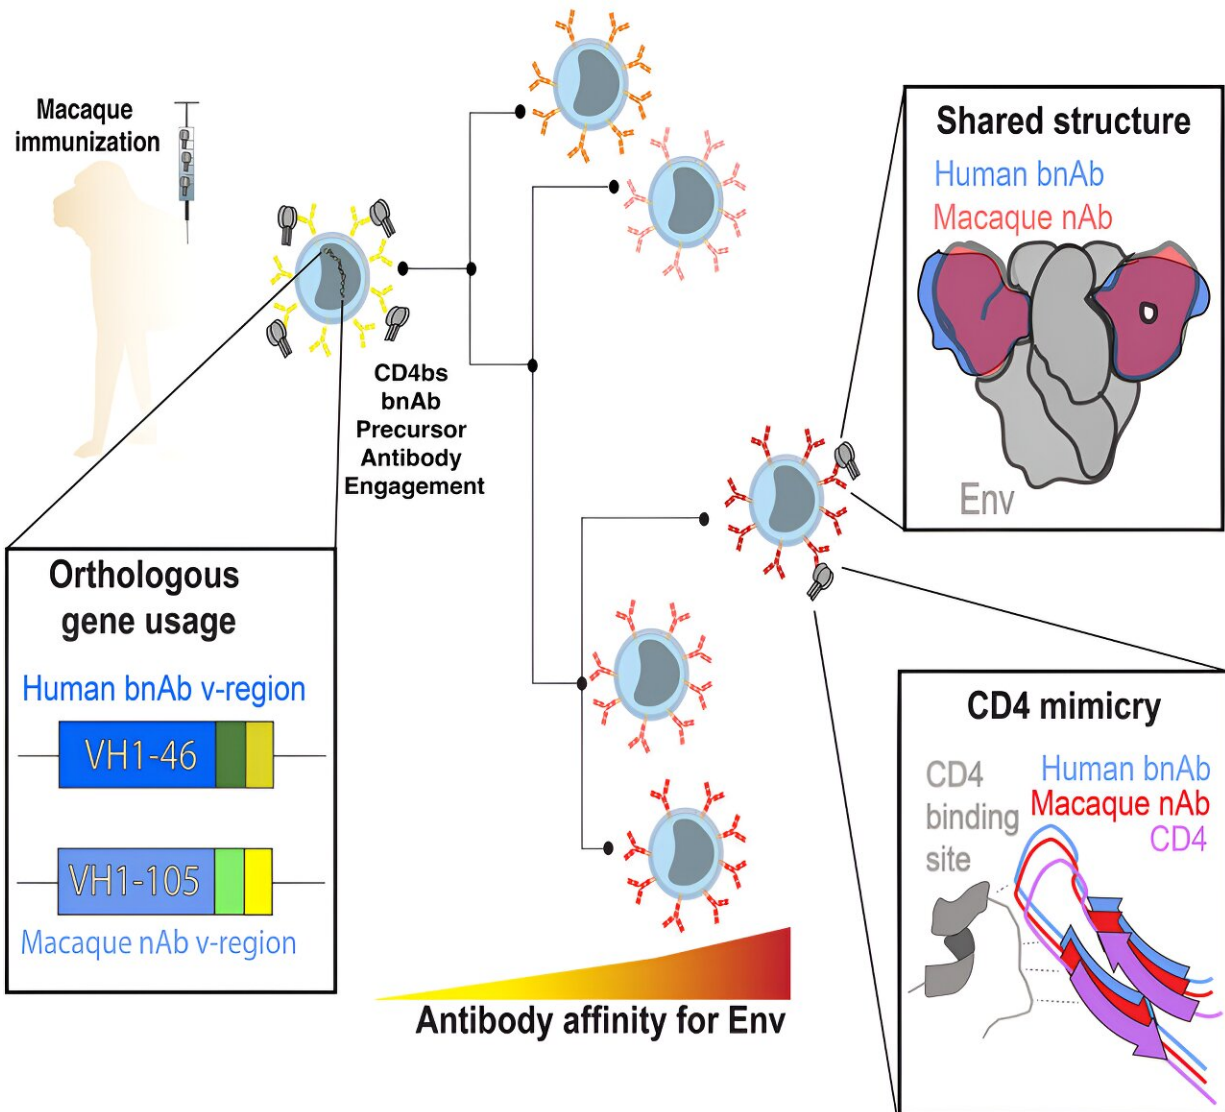 Macaque
immunization
CD4bs
bnAb
Precursor
Antibody
Engagement
Orthologous
gene usage
Human bnAb v-region
VH1-46
VH1-105
Macaque nAb v-region
Antibody affinity for Env
Shared structure
Human bnAb
Macaque nAb
Env
CD4 mimicry
CD4
binding
site
Human bnAb
Macaque nAb
CD4